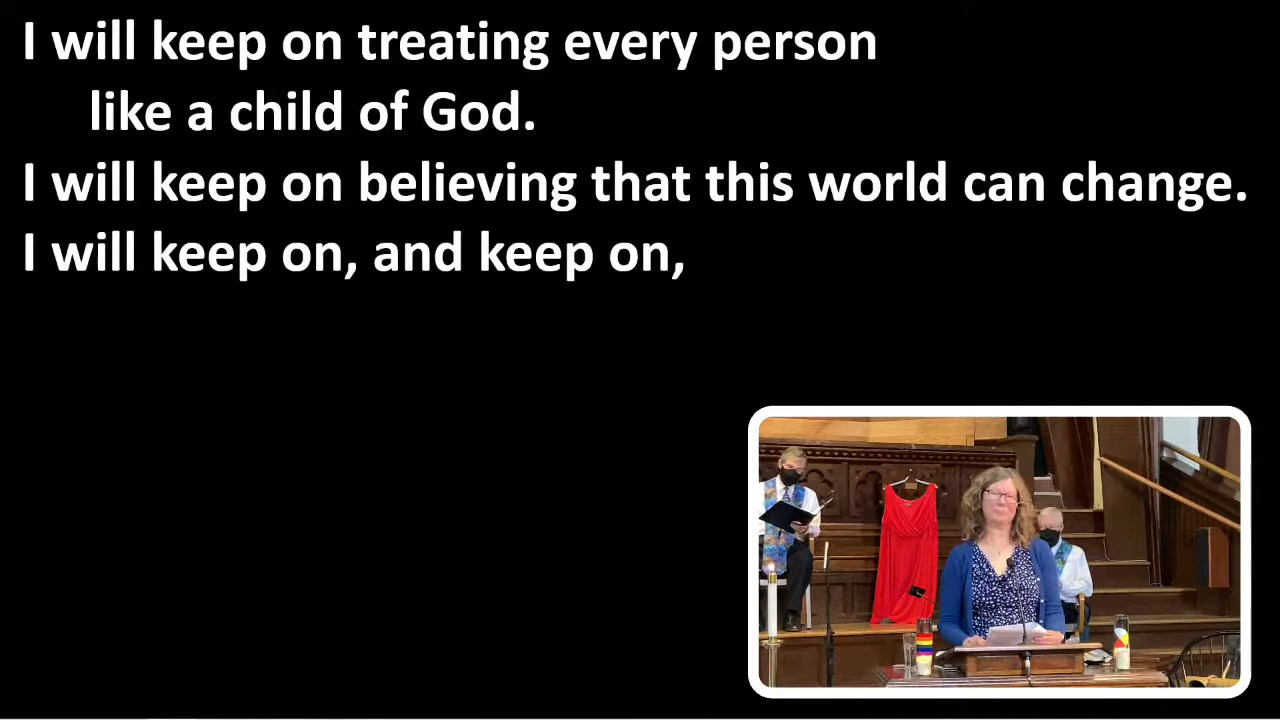 I will keep on treating every person
like a child of God.
I will keep on believing that this world can change.
I will keep on, and keep on,